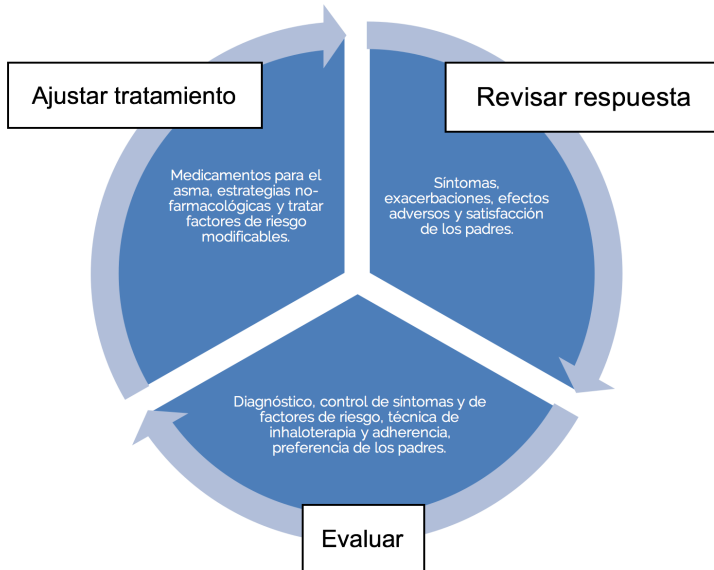 Ajustar tratamiento
Revisar respuesta
Medicamentos para el
asma, estrategias no-
farmacológicas y tratar
factores de riesgo
modificables.
Síntomas,
exacerbaciones, efectos
adversos y satisfacción
de los padres.
Diagnóstico, control de síntomas y de
factores de riesgo, técnica de
inhaloterapia y adherencia,
preferencia de los padres.
Evaluar